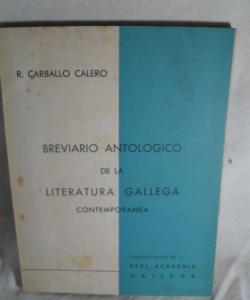 R. CARBALLO CALERO
BREVIARIO ANTOLOGICO
DE LA
LITERATURA GALLEGA
CONTEMPORANEA
PUBLICACIONES DE LA
REAL ACADEMIA
GALLEGA